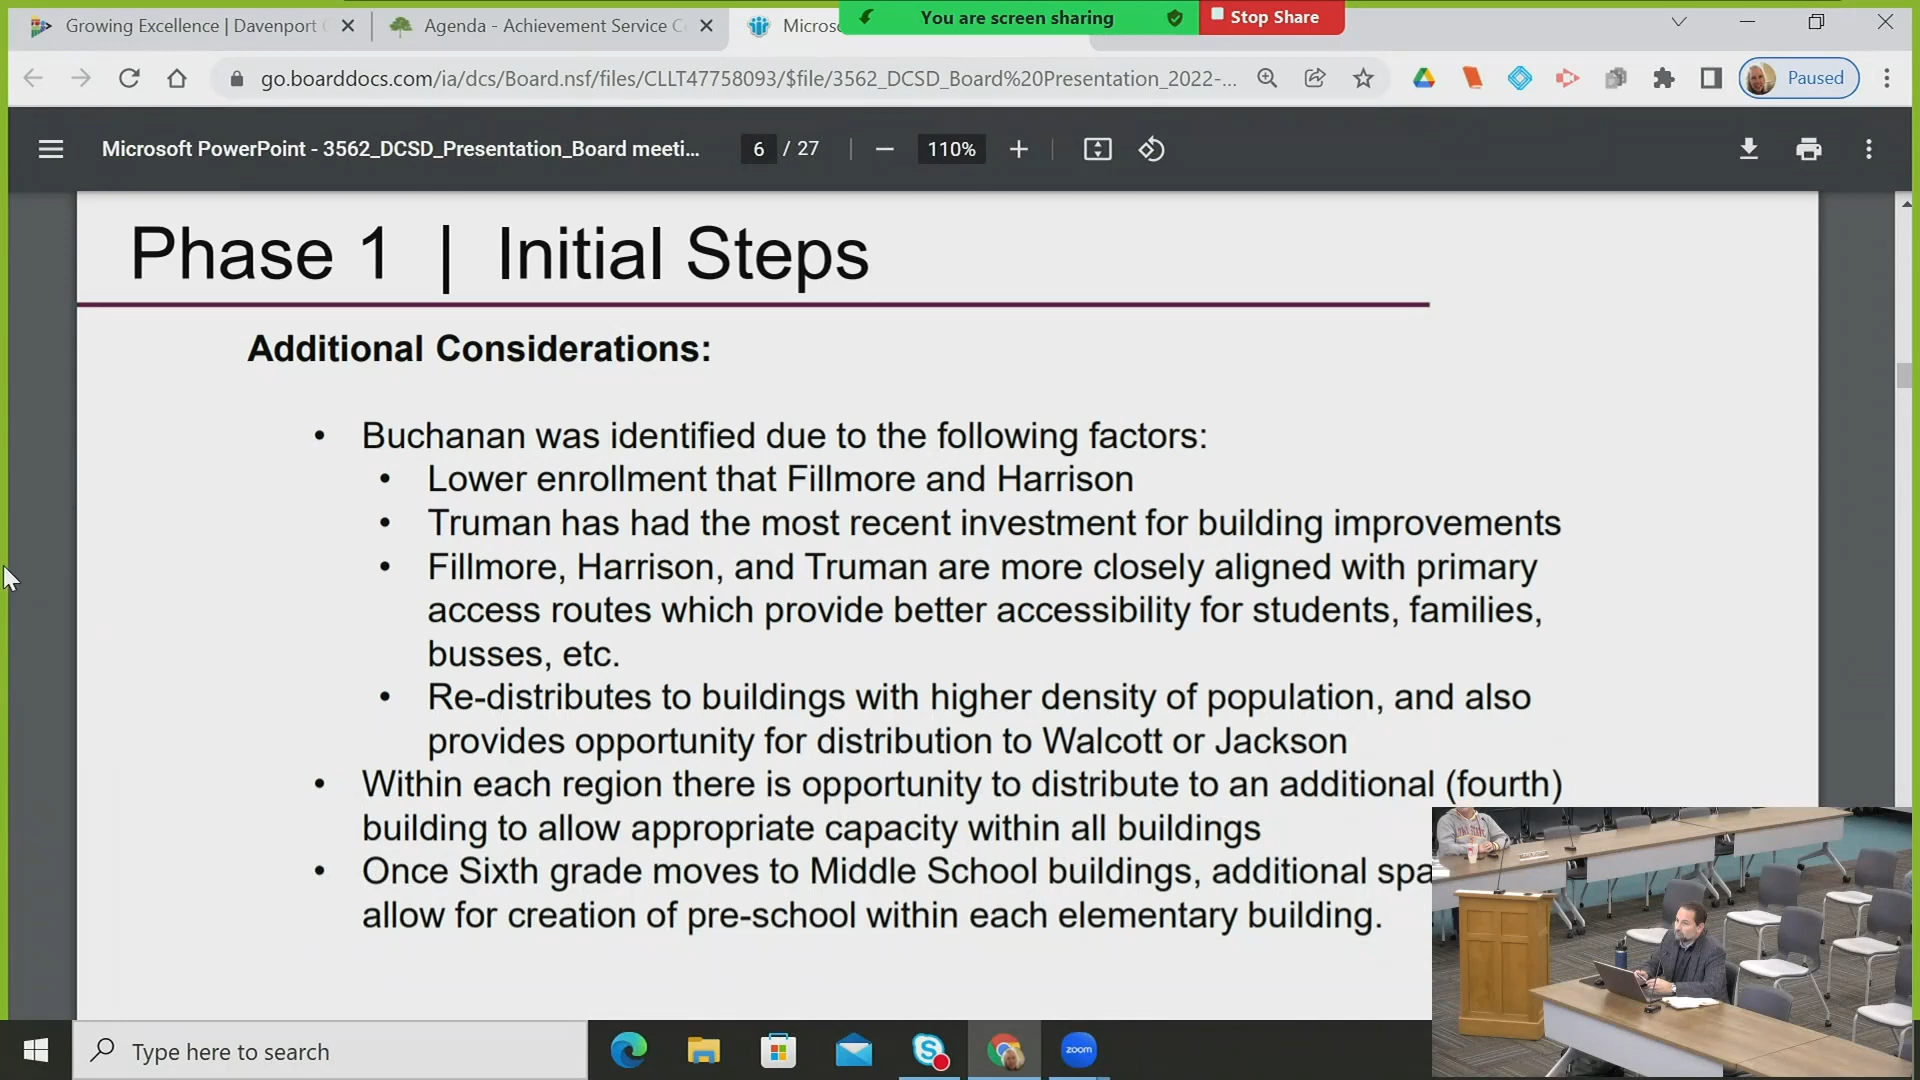 Growing Excellence | Davenport C
Agenda - Achievement Service C
Microso
You are screen sharing
Stop Share
go.boarddocs.com/ia/dcs/Board.nsf/files/CLLT47758093/$file/3562_DCSD_Board%20Presentation_2022-...
Paused
Microsoft PowerPoint - 3562_DCSD_Presentation_Board meeti...
6 / 27
110%
Phase 1 | Initial Steps
Additional Considerations:
• Buchanan was identified due to the following factors:
• Lower enrollment that Fillmore and Harrison
• Truman has had the most recent investment for building improvements
• Fillmore, Harrison, and Truman are more closely aligned with primary
access routes which provide better accessibility for students, families,
busses, etc.
• Re-distributes to buildings with higher density of population, and also
provides opportunity for distribution to Walcott or Jackson
• Within each region there is opportunity to distribute to an additional (fourth)
building to allow appropriate capacity within all buildings
• Once Sixth grade moves to Middle School buildings, additional spa
allow for creation of pre-school within each elementary building.
Type here to search
zoom